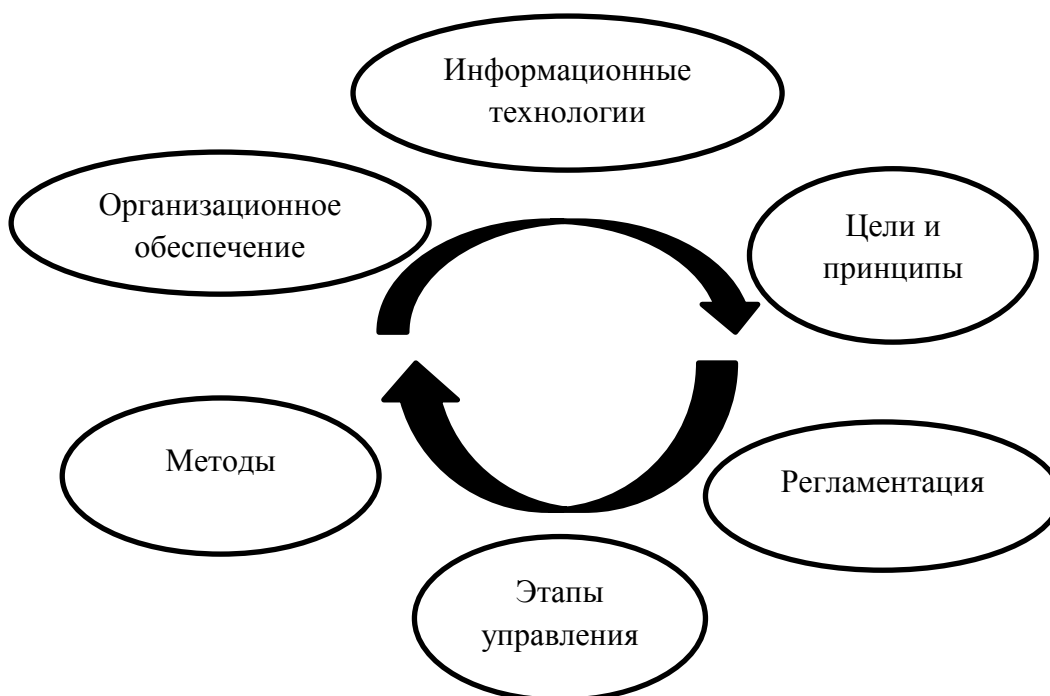 Информационные
технологии
Организационное
обеспечение
Цели и
принципы
Методы
Регламентация
Этапы
управления